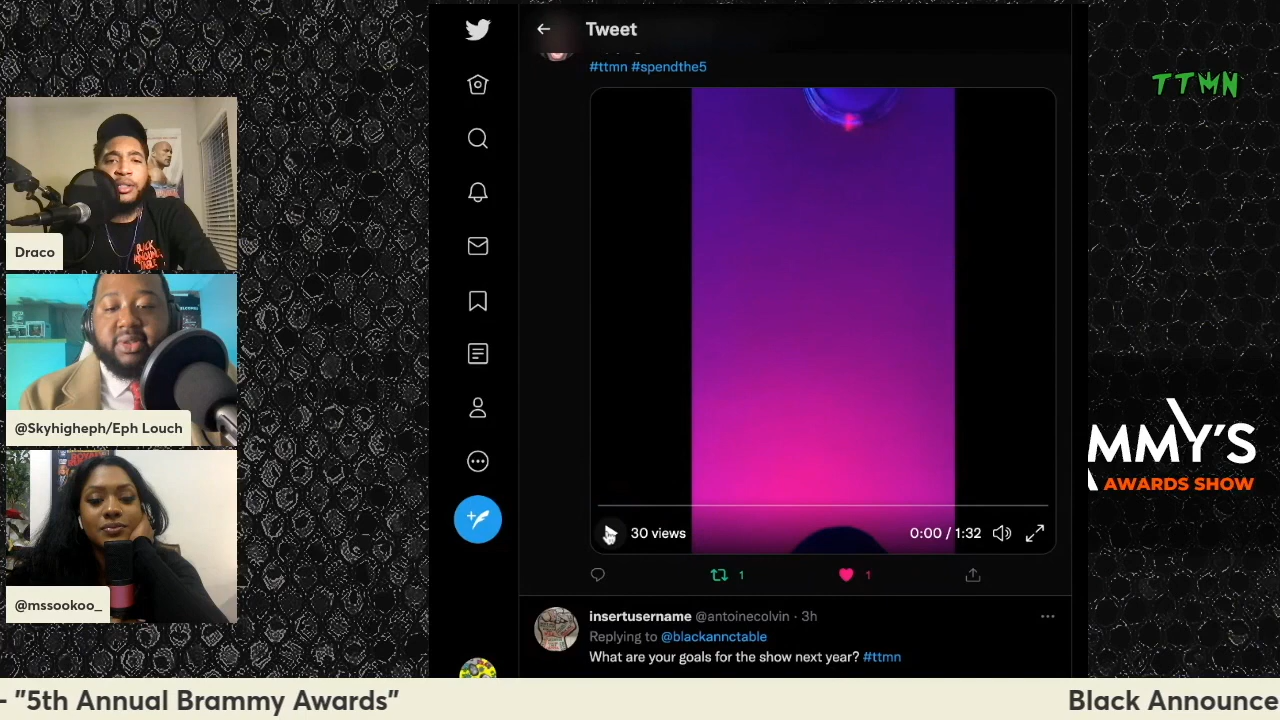 Tweet
#ttmn #spendthe5
TTMN
Draco
@Skyhigheph/Eph Louch
@mssookoo_
30 views
0:00 / 1:32
1
1
MMY'S
AWARDS SHOW
insertusername @antoinecolvin · 3h
Replying to @blackannctable
What are your goals for the show next year? #ttmn
- "5th Annual Brammy Awards"
Black Announce